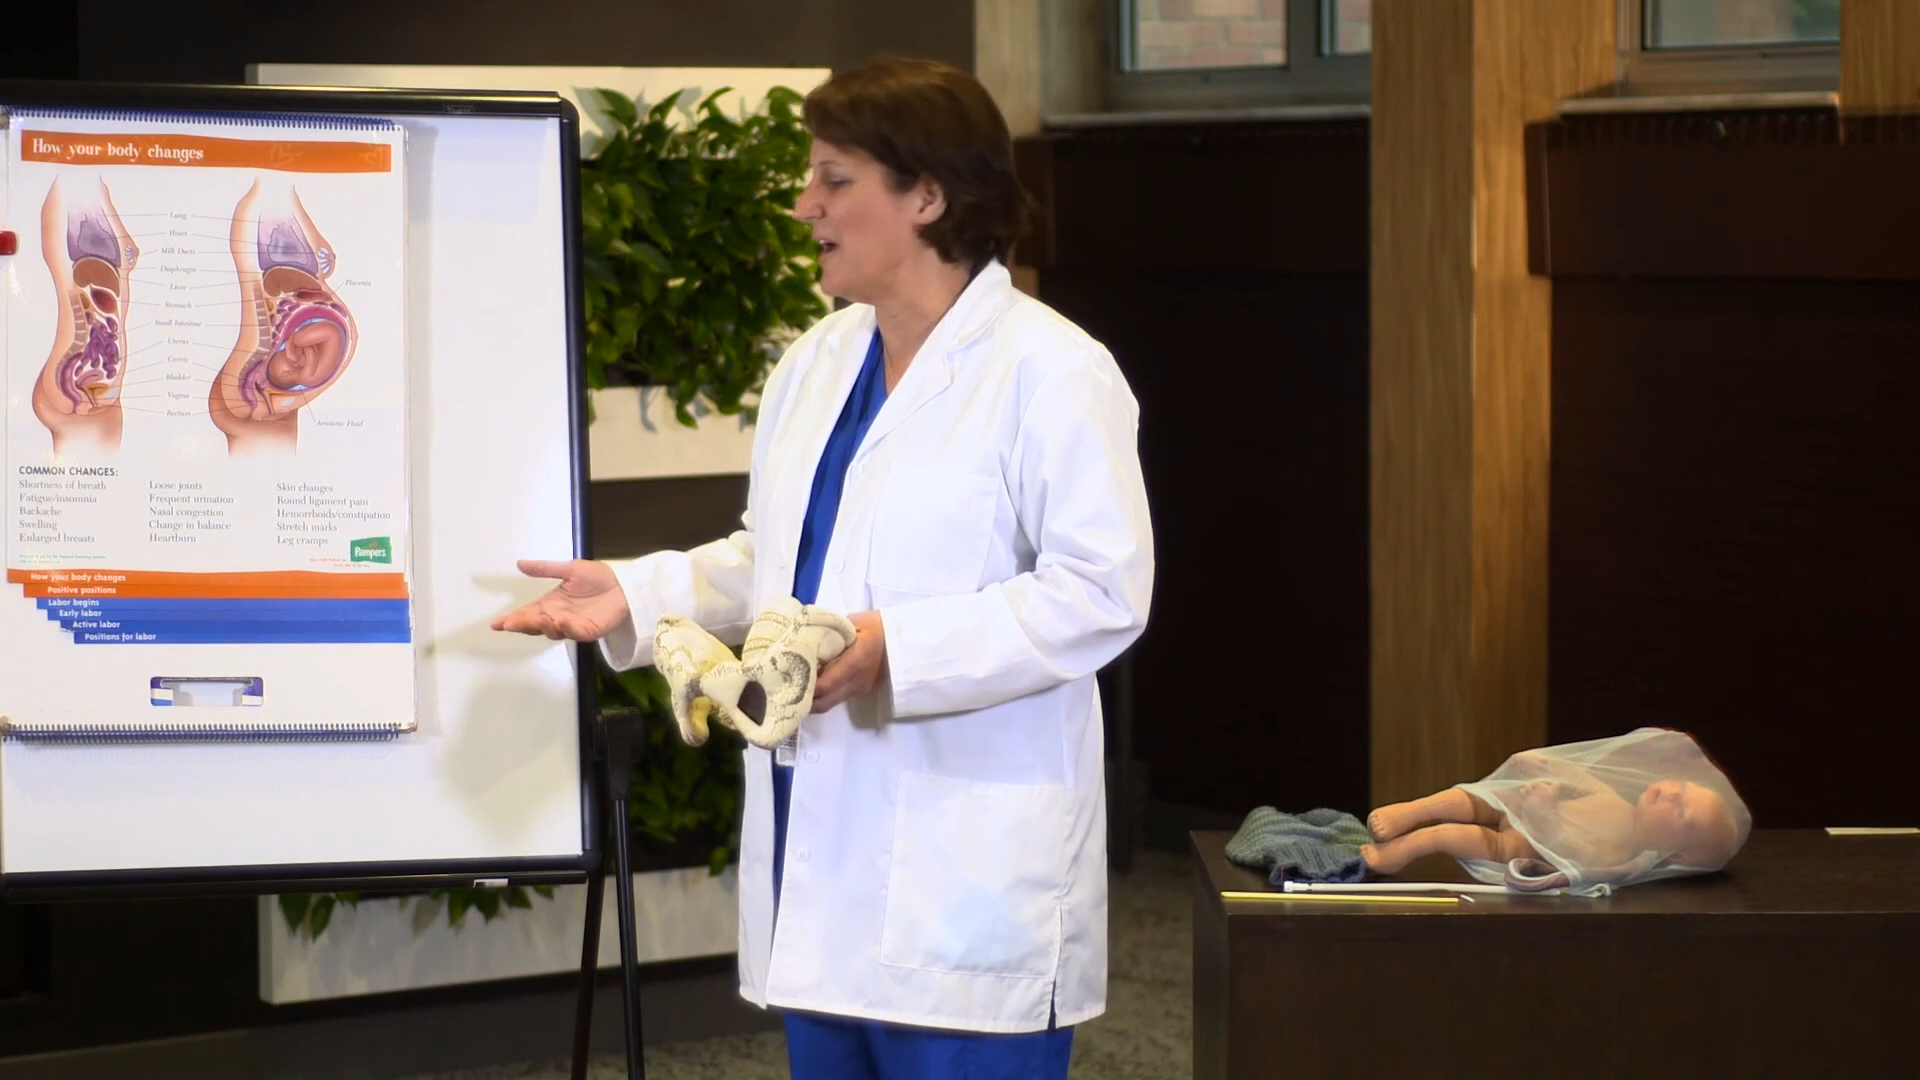 How your body changes
Lung
Heart
Milk Ducts
Diaphragm
Liver
Placenta
Stomach
Small Intestine
Uterus
Cervix
Bladder
Vagina
Rectum
Amniotic Fluid
COMMON CHANGES:
Shortness of breath
Fatigue/insomnia
Backache
Swelling
Enlarged breasts
Loose joints
Frequent urination
Nasal congestion
Change in balance
Heartburn
Skin changes
Round ligament pain
Hemorrhoids/constipation
Stretch marks
Leg cramps
Pampers
How your body changes
Positive positions
Labor begins
Early labor
Active labor
Positions for labor